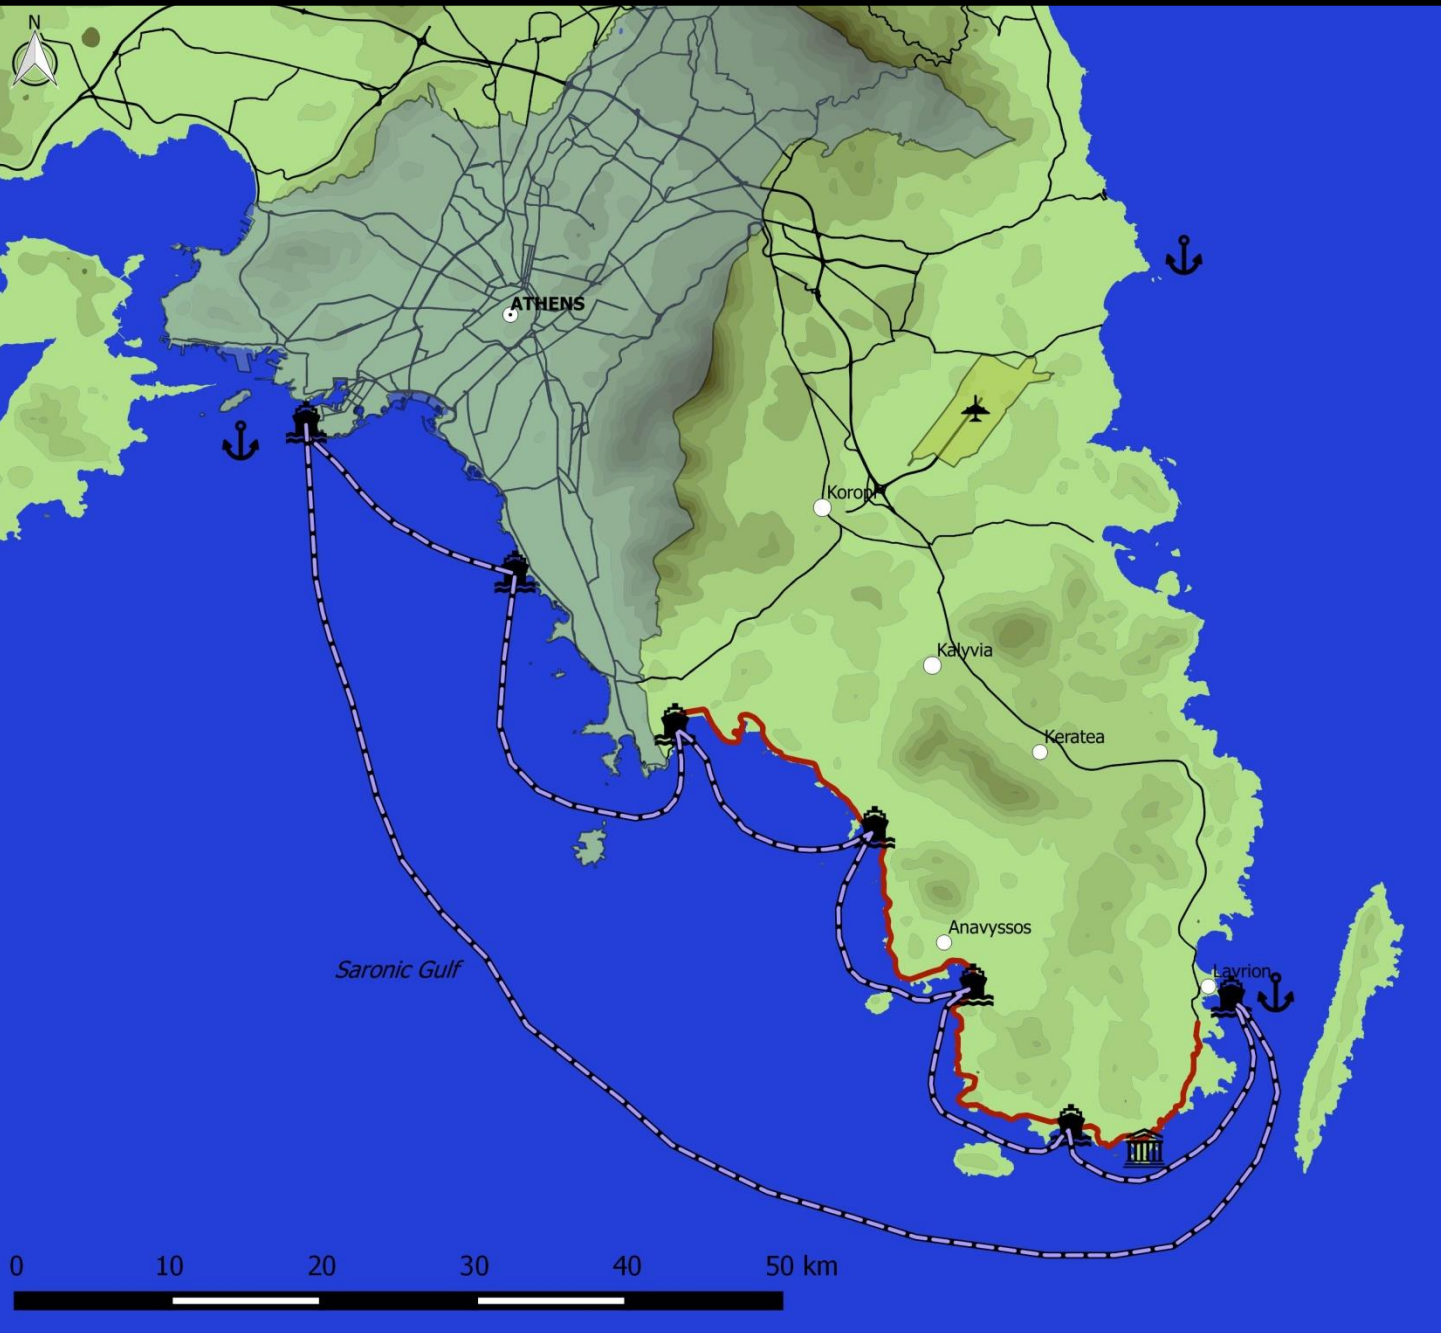 N
ATHENS
Koropi
Kalyvia
Keratea
Anavyssos
Saronic Gulf
Lavrion
0 10 20 30 40 50 km